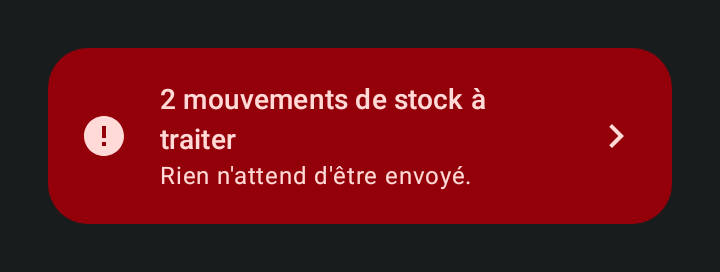 2 mouvements de stock à
traiter
Rien n'attend d'être envoyé.